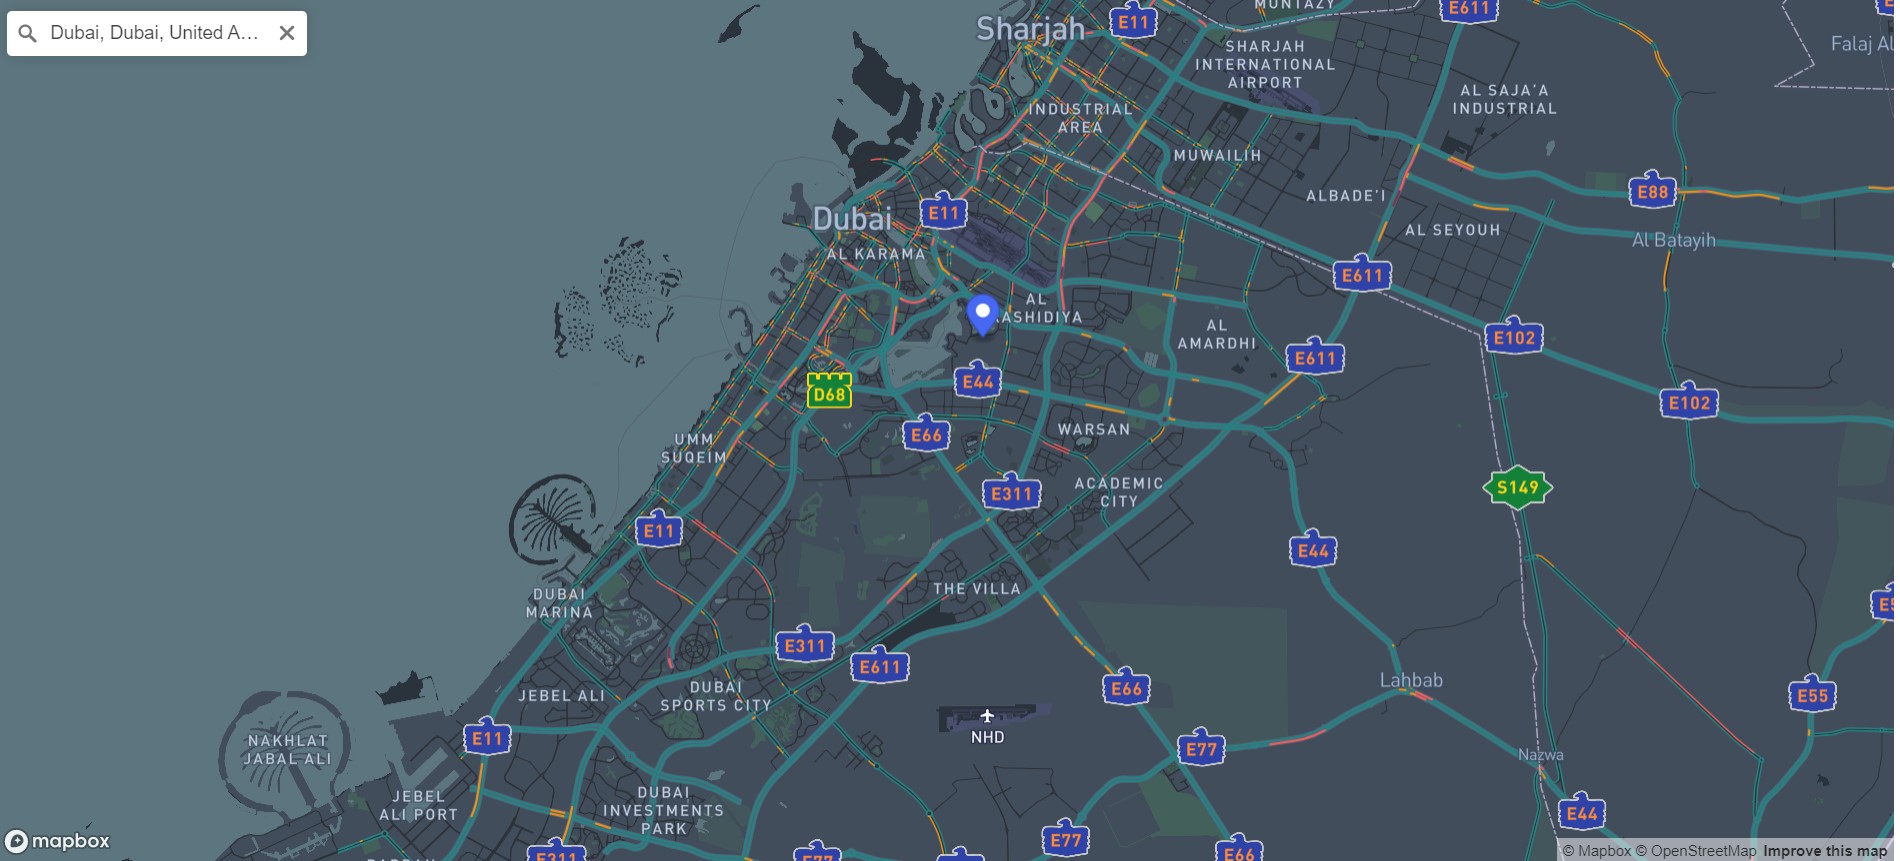 Dubai, Dubai, United A...
MUNTAZY
E11
E611
Sharjah
Falaj Al
SHARJAH
INTERNATIONAL
AIRPORT
AL SAJA'A
INDUSTRIAL
INDUSTRIAL
AREA
MUWAILIH
ALBADE'I
E88
Dubai
E11
AL SEYOUH
Al Batayih
AL KARAMA
E611
AL
RASHIDIYA
AL
AMARDHI
E102
E611
E44
D68
E102
E66
WARSAN
UMM
SUQEIM
E311
ACADEMIC
CITY
S149
E11
E44
THE VILLA
DUBAI
MARINA
E311
E611
E66
Lahbab
E55
JEBEL ALI
DUBAI
SPORTS CITY
NHD
E11
NAKHLAT
JABAL ALI
E77
Nazwa
JEBEL
ALI PORT
DUBAI
INVESTMENTS
PARK
E44
mapbox
E77
E311
E77
E66
© Mapbox © OpenStreetMap Improve this map